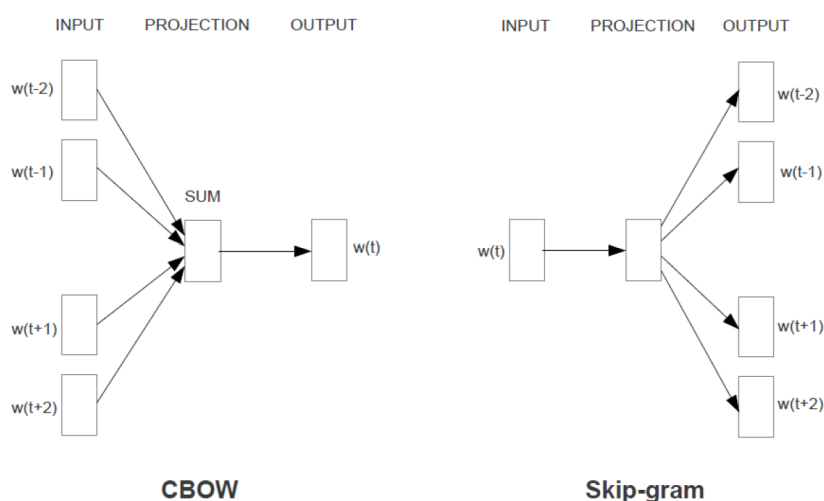 INPUT PROJECTION OUTPUT
w(t-2)
w(t-1)
SUM
w(t)
w(t+1)
w(t+2)
CBOW
INPUT PROJECTION OUTPUT
w(t-2)
w(t-1)
w(t)
w(t+1)
w(t+2)
Skip-gram